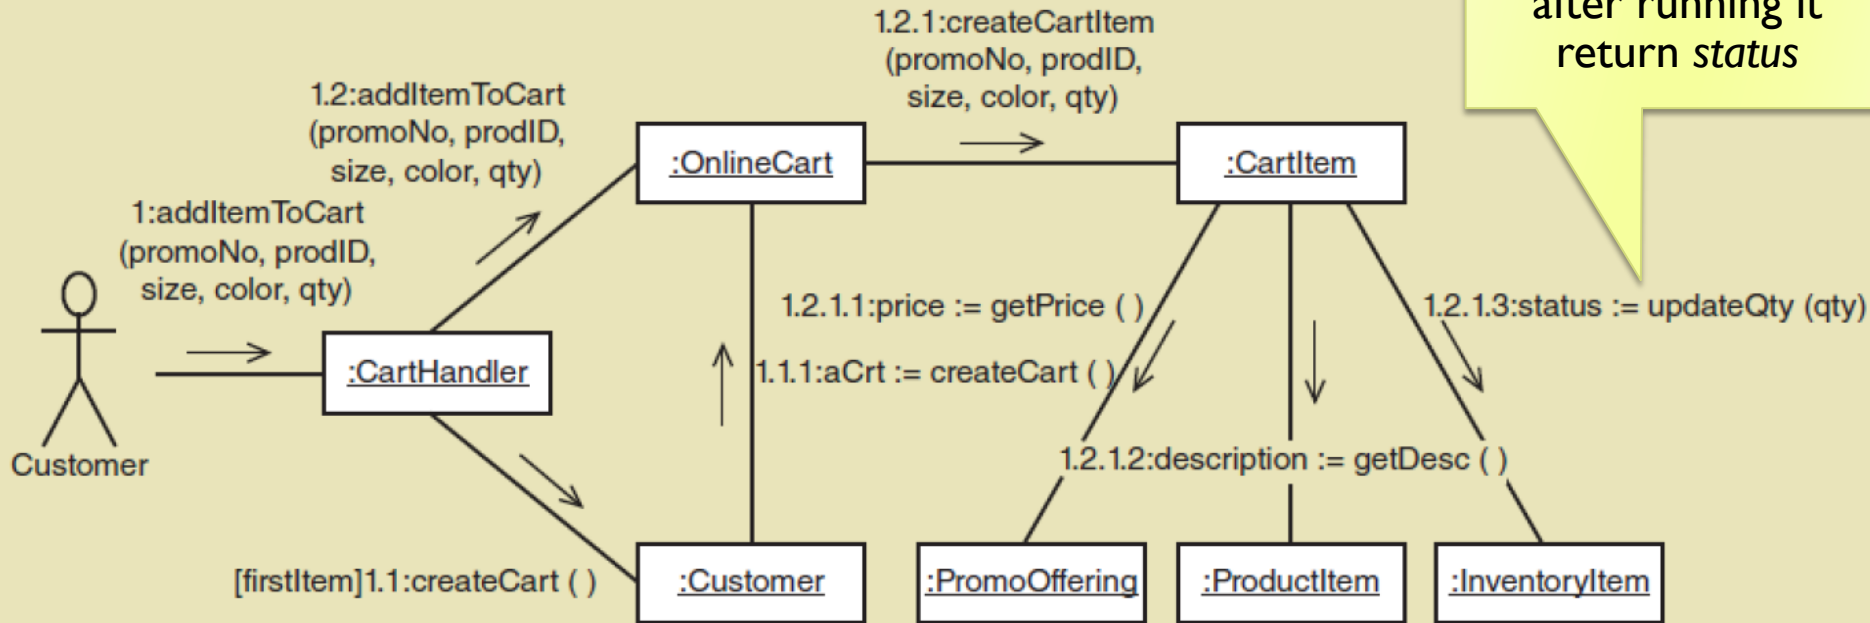 after running it
return status
1.2.1:createCartItem
(promoNo, prodID,
size, color, qty)
1.2:addItemToCart
(promoNo, prodID,
size, color, qty)
1:addItemToCart
(promoNo, prodID,
size, color, qty)
:OnlineCart
:CartItem
1.2.1.1:price := getPrice ( )
1.2.1.3:status := updateQty (qty)
:CartHandler
1.1.1:aCrt := createCart ( )
Customer
1.2.1.2:description := getDesc ( )
[firstItem]1.1:createCart ( )
:Customer
:PromoOffering
:ProductItem
:InventoryItem